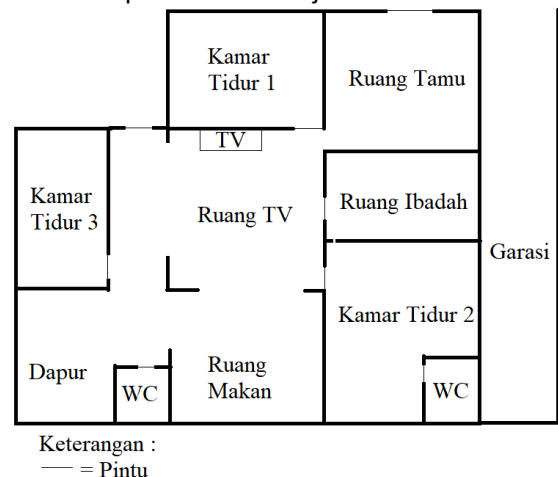 Kamar
Tidur 1
Ruang Tamu
TV
Kamar
Tidur 3
Ruang TV
Ruang Ibadah
Garasi
Kamar Tidur 2
Dapur
WC
Ruang
Makan
WC
Keterangan :
= Pintu